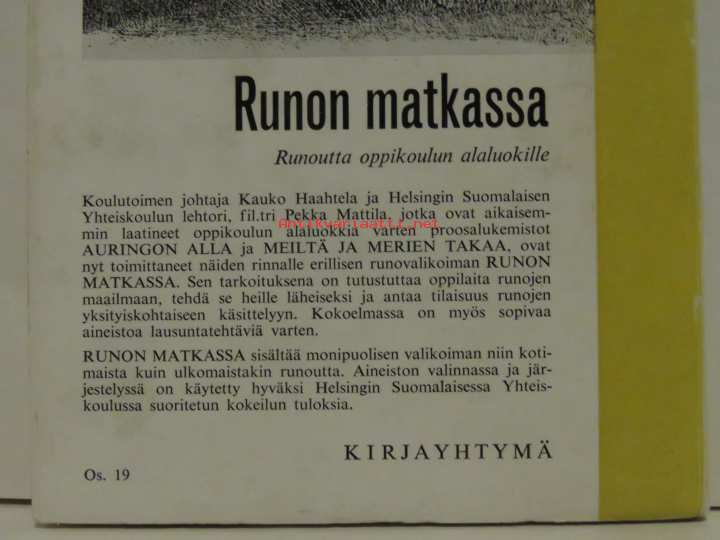 Runon matkassa
Runoutta oppikoulun alaluokille
Koulutoimen johtaja Kauko Haahtela ja Helsingin Suomalaisen
Yhteiskoulun lehtori, fil.tri Pekka Mattila, jotka ovat aikaisem-
min laatineet oppikoulun alaluokkia varten proosalukemistot
AURINGON ALLA ja MEILTÄ JA MERIEN TAKAA, ovat
nyt toimittaneet näiden rinnalle erillisen runovalikoiman RUNON
MATKASSA. Sen tarkoituksena on tutustuttaa oppilaita runojen
maailmaan, tehdä se heille läheiseksi ja antaa tilaisuus runojen
yksityiskohtaiseen käsittelyyn. Kokoelmassa on myös sopivaa
aineistoa lausuntatehtäviä varten.
RUNON MATKASSA sisältää monipuolisen valikoiman niin koti-
maista kuin ulkomaistakin runoutta. Aineiston valinnassa ja jär-
jestelyssä on käytetty hyväksi Helsingin Suomalaisessa Yhteis-
koulussa suoritetun kokeilun tuloksia.
KIRJAYHTYMÄ
Os. 19
Antikvariaatti.net